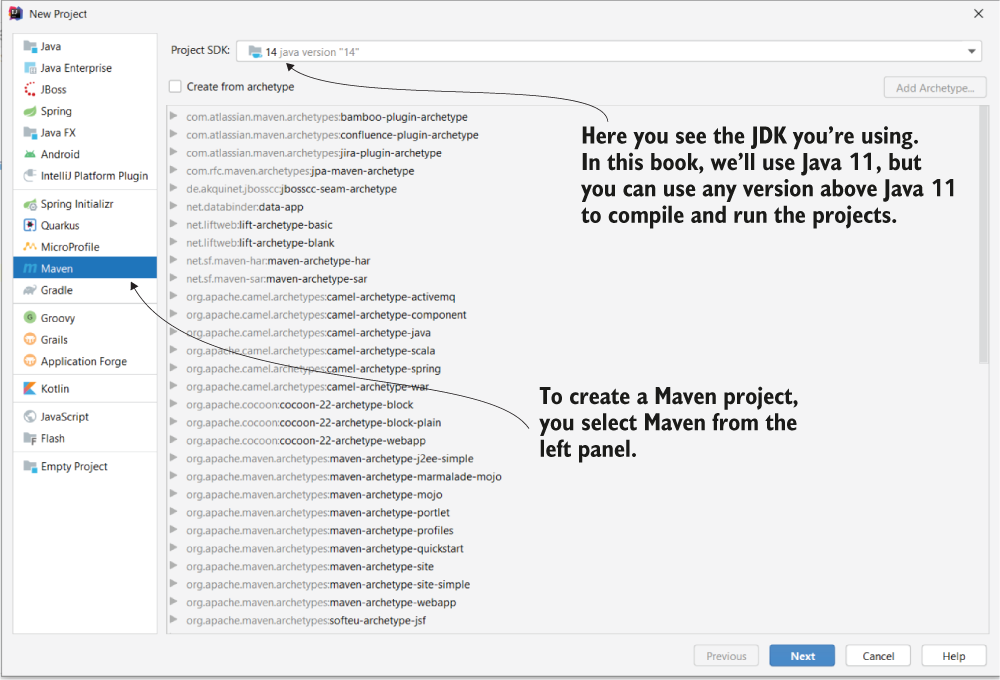 New Project
Java
Java Enterprise
JBoss
Spring
Java FX
Android
IntelliJ Platform Plugin
Spring Initializr
Quarkus
MicroProfile
Maven
Gradle
Groovy
Grails
Application Forge
Kotlin
JavaScript
Flash
Empty Project
Project SDK: 14 java version "14"
Create from archetype
Add Archetype...
com.atlassian.maven.archetypes:bamboo-plugin-archetype
com.atlassian.maven.archetypes:confluence-plugin-archetype
com.atlassian.maven.archetypes:jira-plugin-archetype
com.rfc.maven.archetypes:jpa-maven-archetype
de.akquinet.jbosscc:jbosscc-seam-archetype
net.databinder:data-app
net.liftweb:lift-archetype-basic
net.liftweb:lift-archetype-blank
net.sf.maven-har:maven-archetype-har
net.sf.maven-sar:maven-archetype-sar
org.apache.camel.archetypes:camel-archetype-activemq
org.apache.camel.archetypes:camel-archetype-component
org.apache.camel.archetypes:camel-archetype-java
org.apache.camel.archetypes:camel-archetype-scala
org.apache.camel.archetypes:camel-archetype-spring
org.apache.camel.archetypes:camel-archetype-war
org.apache.cocoon:cocoon-22-archetype-block
org.apache.cocoon:cocoon-22-archetype-block-plain
org.apache.cocoon:cocoon-22-archetype-webapp
org.apache.maven.archetypes:maven-archetype-j2ee-simple
org.apache.maven.archetypes:maven-archetype-marmalade-mojo
org.apache.maven.archetypes:maven-archetype-mojo
org.apache.maven.archetypes:maven-archetype-portlet
org.apache.maven.archetypes:maven-archetype-profiles
org.apache.maven.archetypes:maven-archetype-quickstart
org.apache.maven.archetypes:maven-archetype-site
org.apache.maven.archetypes:maven-archetype-site-simple
org.apache.maven.archetypes:maven-archetype-webapp
org.apache.maven.archetypes:softeu-archetype-jsf
Here you see the JDK you're using.
In this book, we'll use Java 11, but
you can use any version above Java 11
to compile and run the projects.
To create a Maven project,
you select Maven from the
left panel.
Previous
Next
Cancel
Help